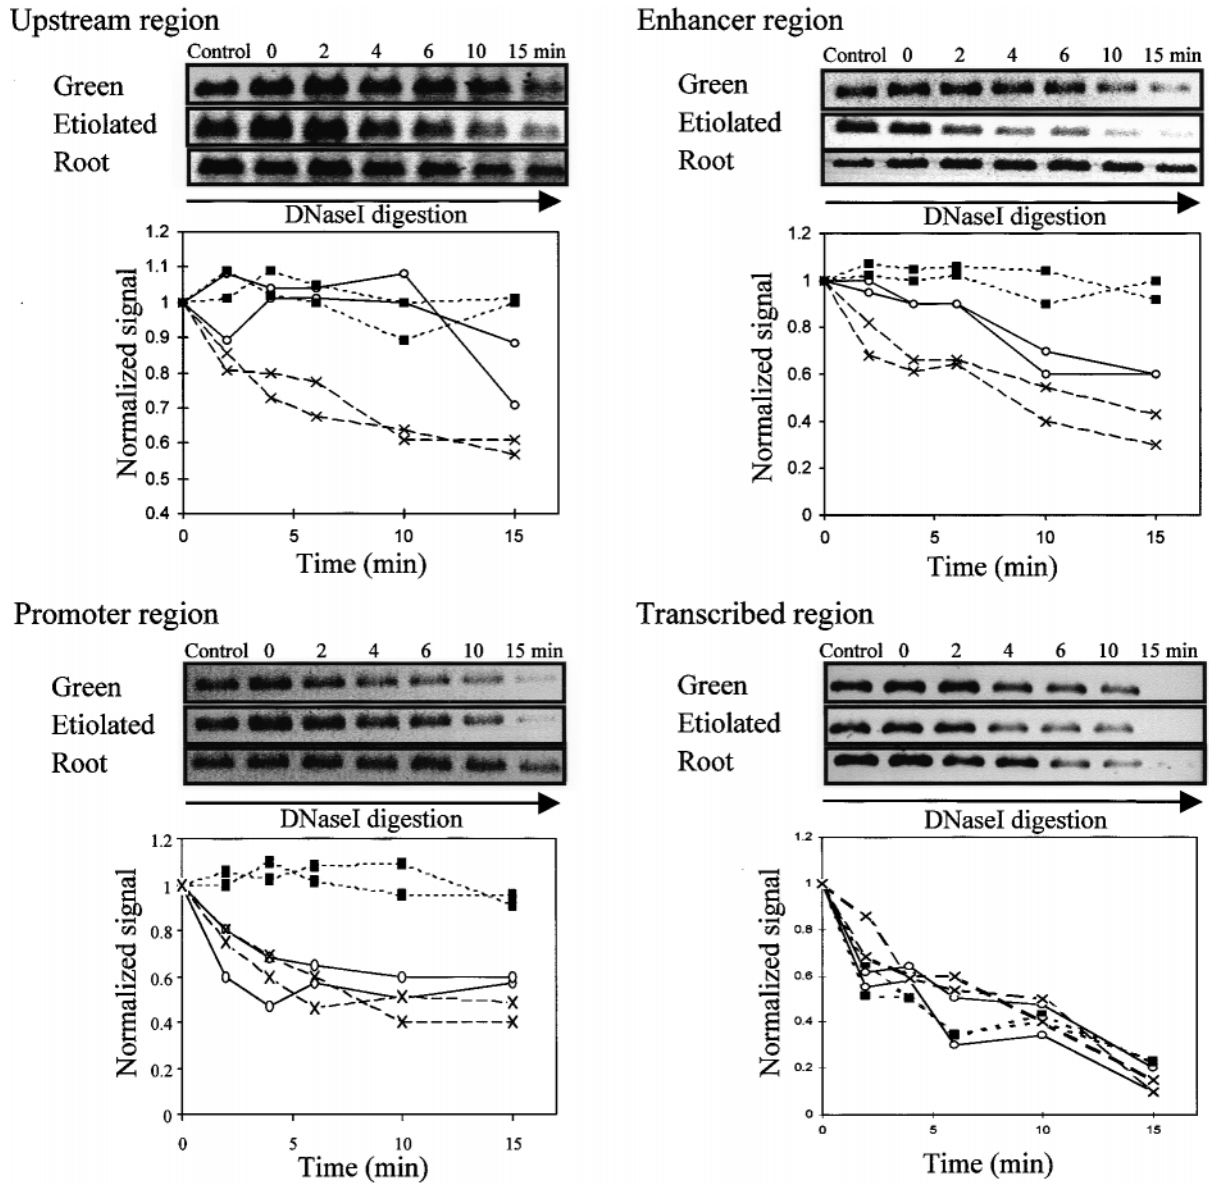 Upstream region
Control 0 2 4 6 10 15 min
Green
Etiolated
Root
DNaseI digestion
1.2
1.1
1
0.9
0.8
0.7
0.6
0.5
0.4
Normalized signal
0 5 10 15
Time (min)
Enhancer region
Control 0 2 4 6 10 15 min
Green
Etiolated
Root
DNaseI digestion
1.2
1
0.8
0.6
0.4
0.2
0
Normalized signal
0 5 10 15
Time (min)
Promoter region
Control 0 2 4 6 10 15 min
Green
Etiolated
Root
DNaseI digestion
1.2
1
0.8
0.6
0.4
0.2
0
Normalized signal
0 5 10 15
Time (min)
Transcribed region
Control 0 2 4 6 10 15 min
Green
Etiolated
Root
DNaseI digestion
1.2
1
0.8
0.6
0.4
0.2
0
Normalized signal
0 5 10 15
Time (min)